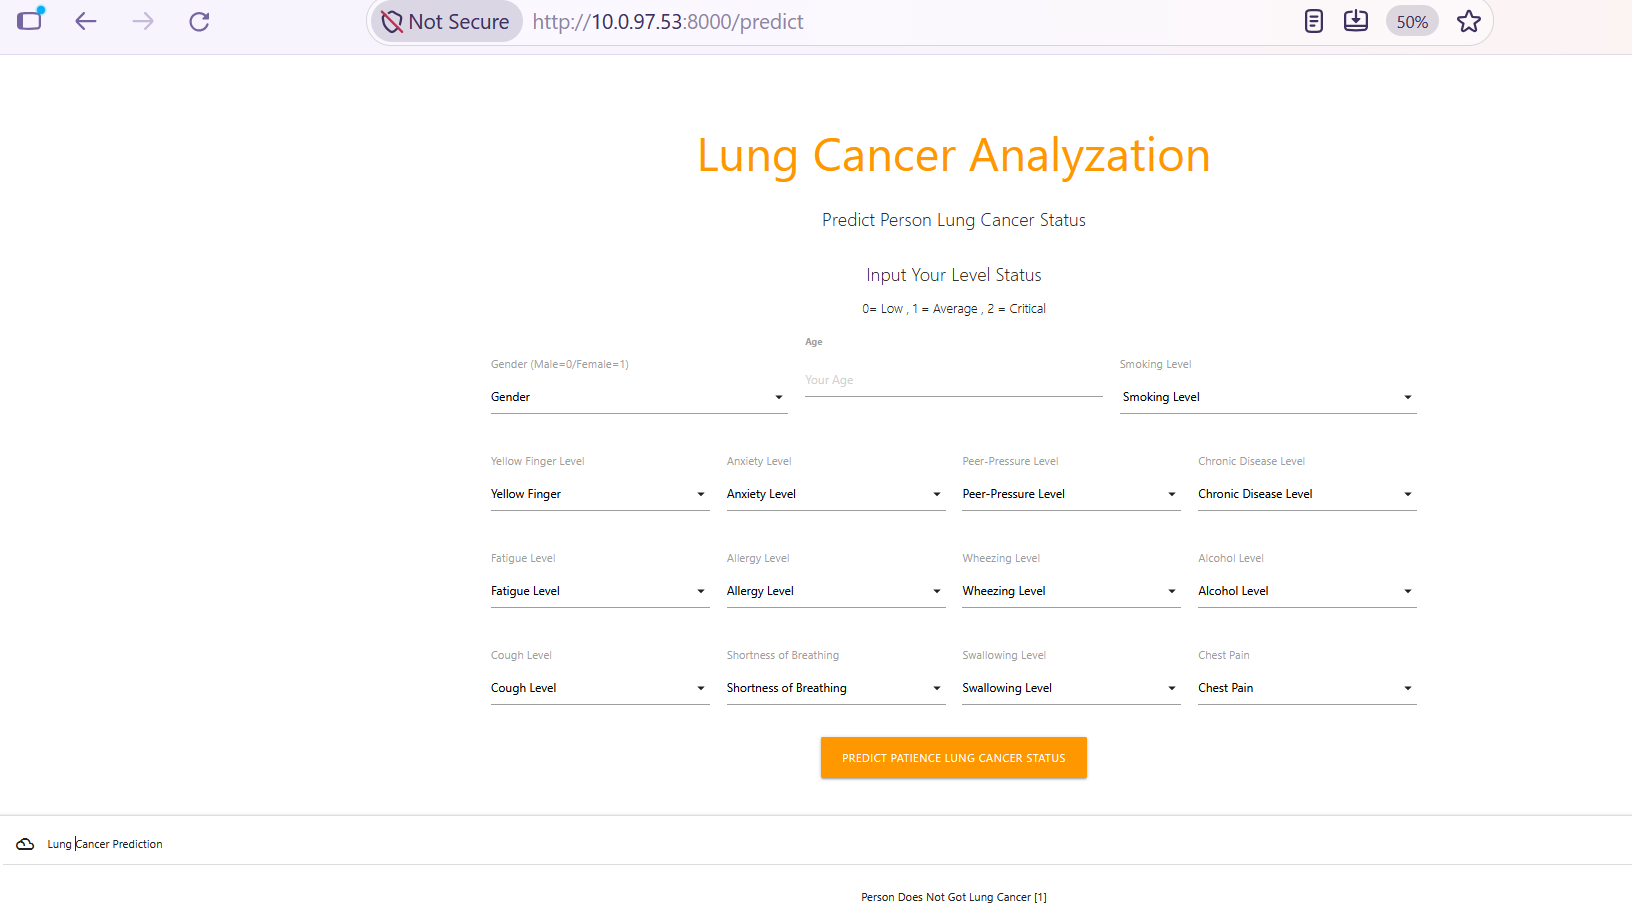 Not Secure http://10.0.97.53:8000/predict 50%
Lung Cancer Analyzation
Predict Person Lung Cancer Status
Input Your Level Status
0= Low , 1 = Average , 2 = Critical
Gender (Male=0/Female=1) Age Smoking Level
Gender Your Age Smoking Level
Yellow Finger Level Anxiety Level Peer-Pressure Level Chronic Disease Level
Yellow Finger Anxiety Level Peer-Pressure Level Chronic Disease Level
Fatigue Level Allergy Level Wheezing Level Alcohol Level
Fatigue Level Allergy Level Wheezing Level Alcohol Level
Cough Level Shortness of Breathing Swallowing Level Chest Pain
Cough Level Shortness of Breathing Swallowing Level Chest Pain
PREDICT PATIENCE LUNG CANCER STATUS
Lung Cancer Prediction
Person Does Not Got Lung Cancer [1]